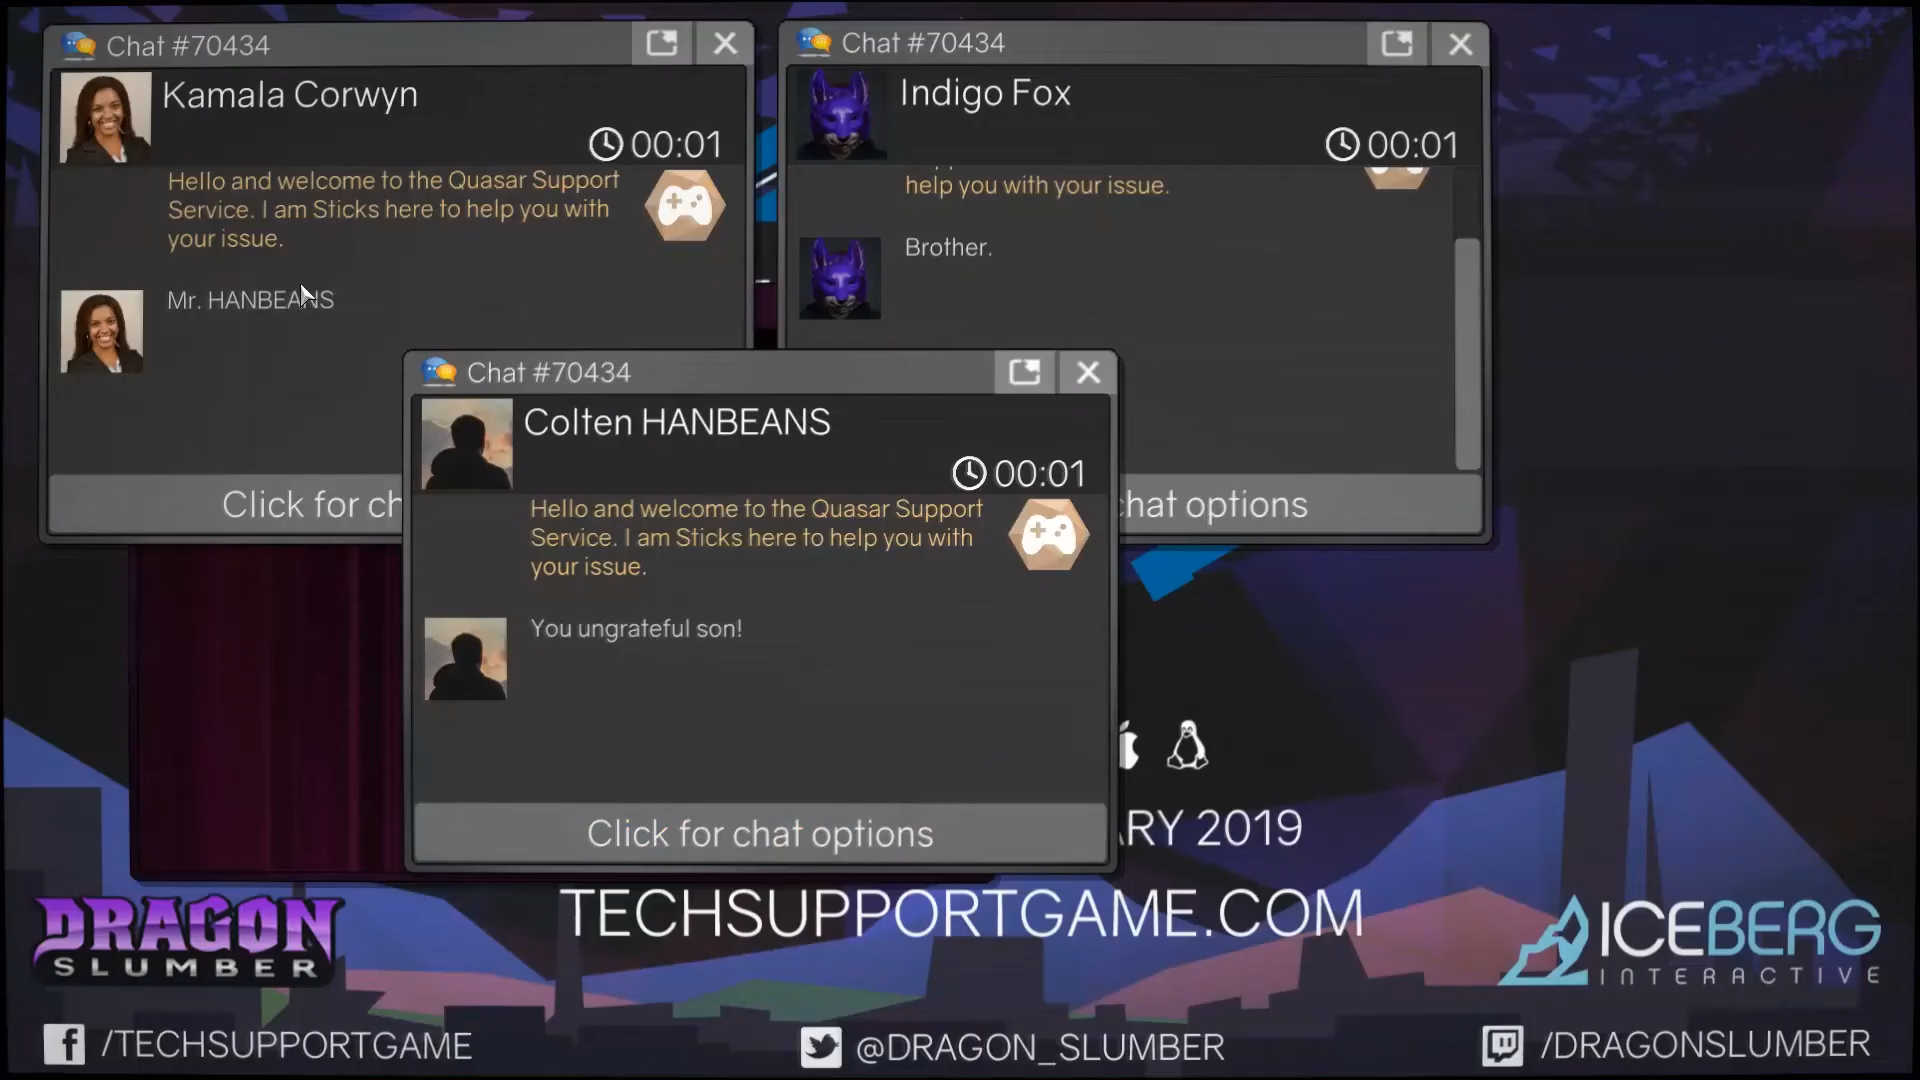 Chat #70434
Kamala Corwyn
00:01
Hello and welcome to the Quasar Support
Service. I am Sticks here to help you with
your issue.
Mr. HANBEANS
Click for ch
Chat #70434
Indigo Fox
00:01
help you with your issue.
Brother.
chat options
Chat #70434
Colten HANBEANS
00:01
Hello and welcome to the Quasar Support
Service. I am Sticks here to help you with
your issue.
You ungrateful son!
Click for chat options
ARY 2019
TECHSUPPORTGAME.COM
DRAGON
SLUMBER
ICEBERG
INTERACTIVE
/TECHSUPPORTGAME
@DRAGON_SLUMBER
/DRAGONSLUMBER